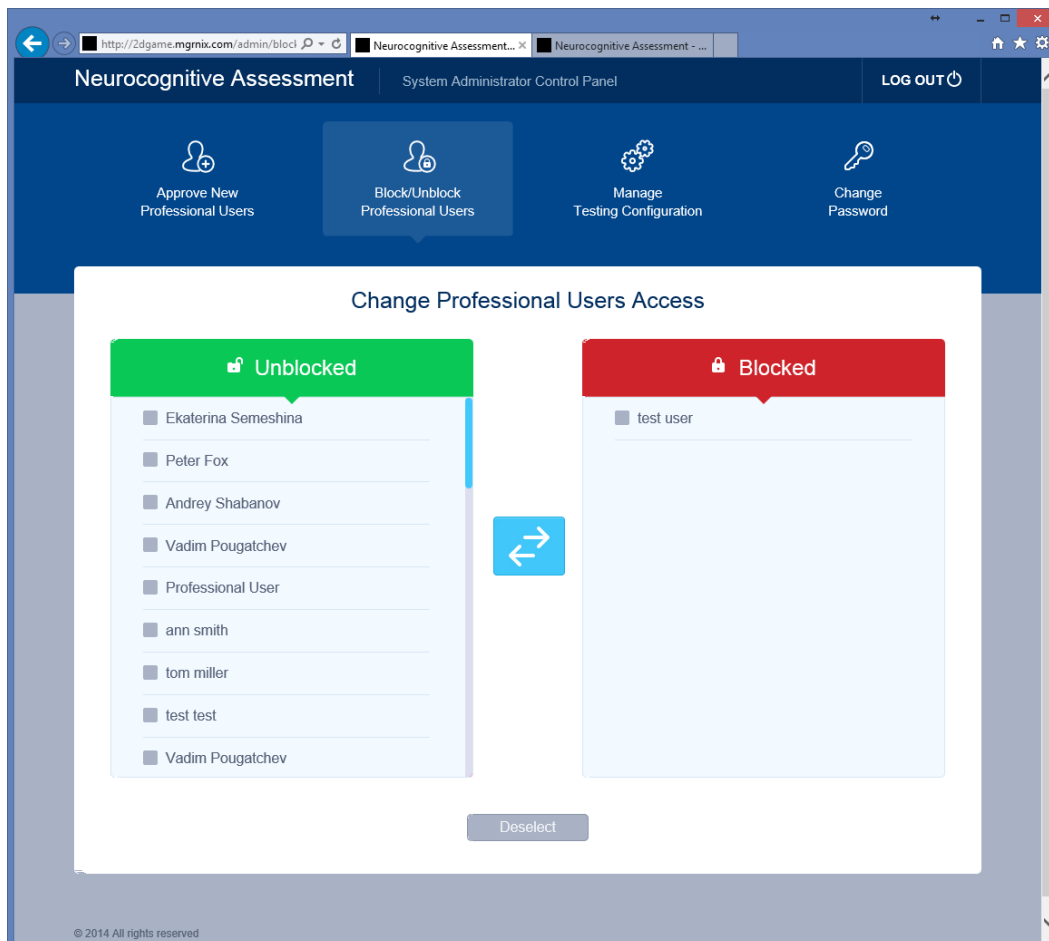 http://2dgame.mgrnix.com/admin/block
Neurocognitive Assessment...
Neurocognitive Assessment - ...
Neurocognitive Assessment
System Administrator Control Panel
LOG OUT
Approve New
Professional Users
Block/Unblock
Professional Users
Manage
Testing Configuration
Change
Password
Change Professional Users Access
Unblocked
Ekaterina Semeshina
Peter Fox
Andrey Shabanov
Vadim Pougatchev
Professional User
ann smith
tom miller
test test
Vadim Pougatchev
Blocked
test user
Deselect
© 2014 All rights reserved